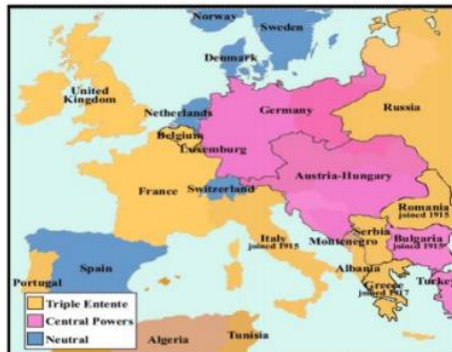 Norway
Sweden
Denmark
United
Kingdom
Netherlands
Germany
Russia
Belgium
Luxemburg
Austria-Hungary
France
Switzerland
Romania
joined 1915
Serbia
Italy
joined 1915
Montenegro
Bulgaria
joined 1915
Albania
Turkey
Greece
joined 1917
Spain
Portugal
Triple Entente
Central Powers
Neutral
Algeria
Tunisia